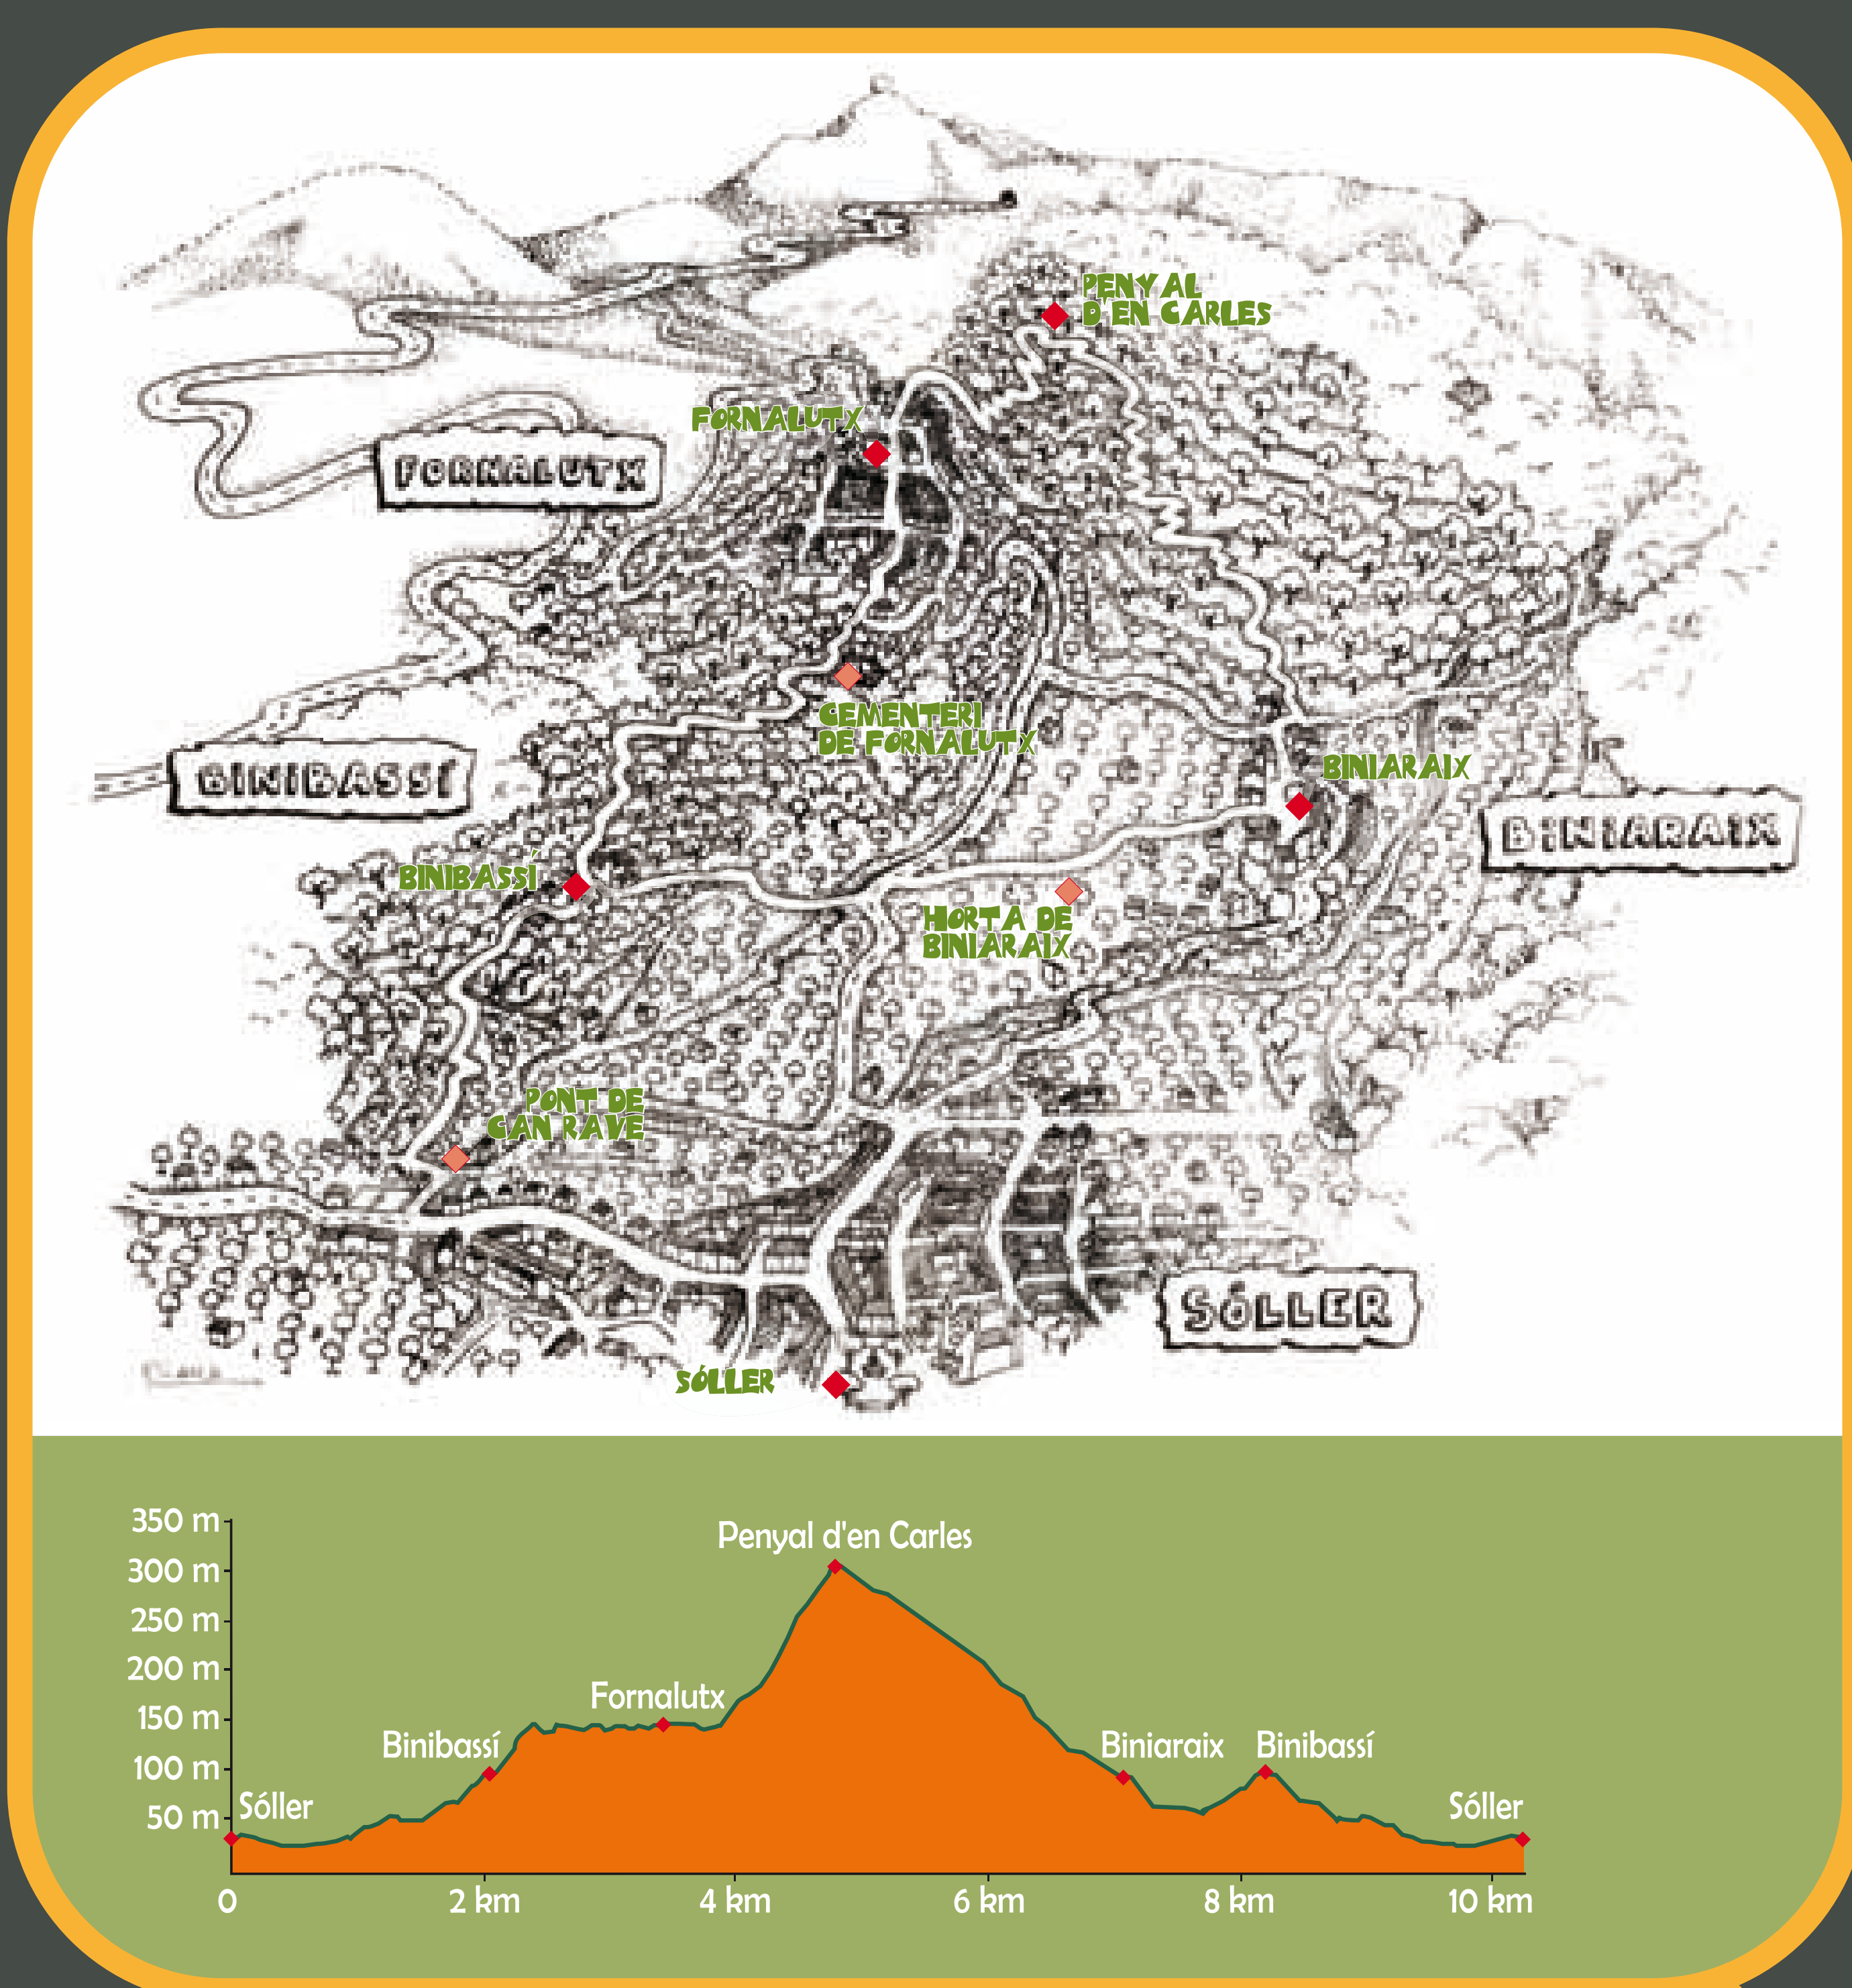 PENYAL
D'EN CARLES
FORNALUTX
FORNALUTX
CEMENTERI
DE FORNALUTX
BINIBASSÍ
BINIARAIX
BINIARAIX
BINIBASSÍ
HORTA DE
BINIARAIX
PONT DE
CAN RAVE
SÓLLER
SÓLLER
350 m
300 m
250 m
200 m
150 m
100 m
50 m
Penyal d'en Carles
Fornalutx
Binibassí
Biniaraix
Binibassí
Sóller
Sóller
0
2 km
4 km
6 km
8 km
10 km